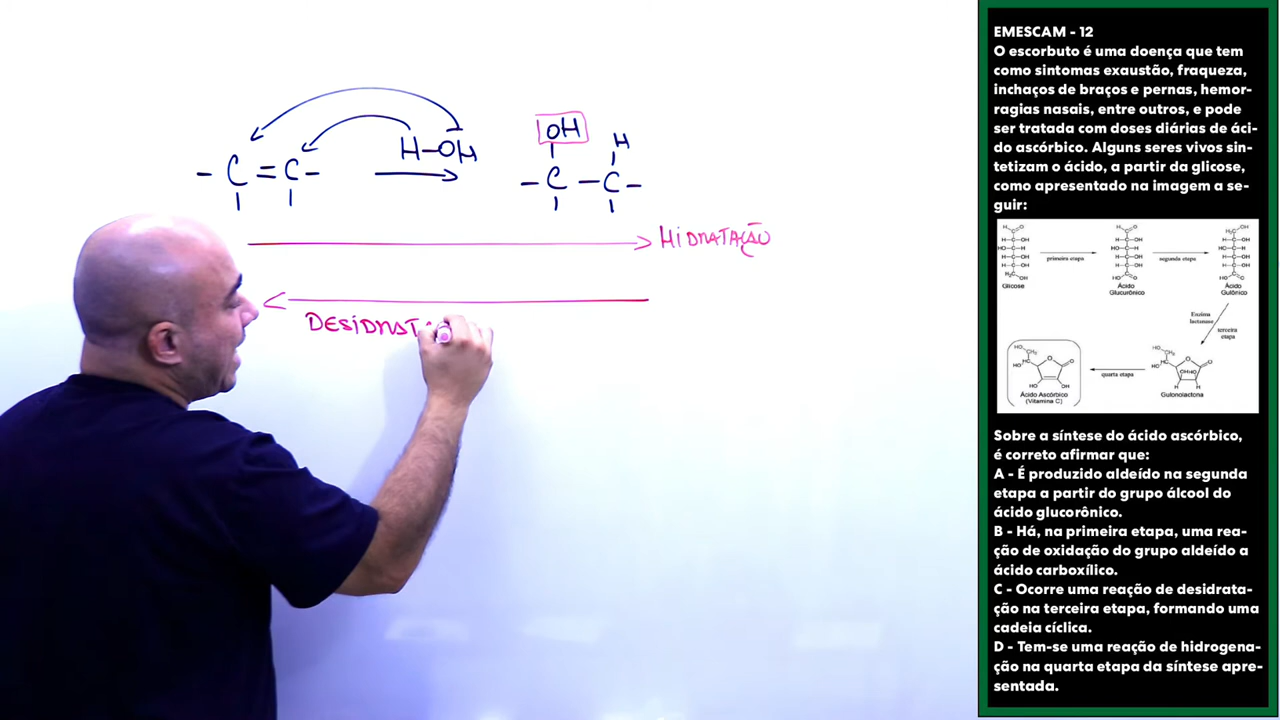 H-OH
- C = C -
OH
H
- C - C -
HIDRATAÇÃO
DESIDRATA
EMESCAM - 12
O escorbuto é uma doença que tem
como sintomas exaustão, fraqueza,
inchaços de braços e pernas, hemor-
ragias nasais, entre outros, e pode
ser tratada com doses diárias de áci-
do ascórbico. Alguns seres vivos sin-
tetizam o ácido, a partir da glicose,
como apresentado na imagem a se-
guir:
Glicose
primeira etapa
Ácido
Glucurônico
segunda etapa
Ácido
Gulônico
Enzima
lactonase
terceira
etapa
Gulonolactona
quarta etapa
Ácido Ascórbico
(Vitamina C)
Sobre a síntese do ácido ascórbico,
é correto afirmar que:
A - É produzido aldeído na segunda
etapa a partir do grupo álcool do
ácido glucorônico.
B - Há, na primeira etapa, uma rea-
ção de oxidação do grupo aldeído a
ácido carboxílico.
C - Ocorre uma reação de desidrata-
ção na terceira etapa, formando uma
cadeia cíclica.
D - Tem-se uma reação de hidrogena-
ção na quarta etapa da síntese apre-
sentada.